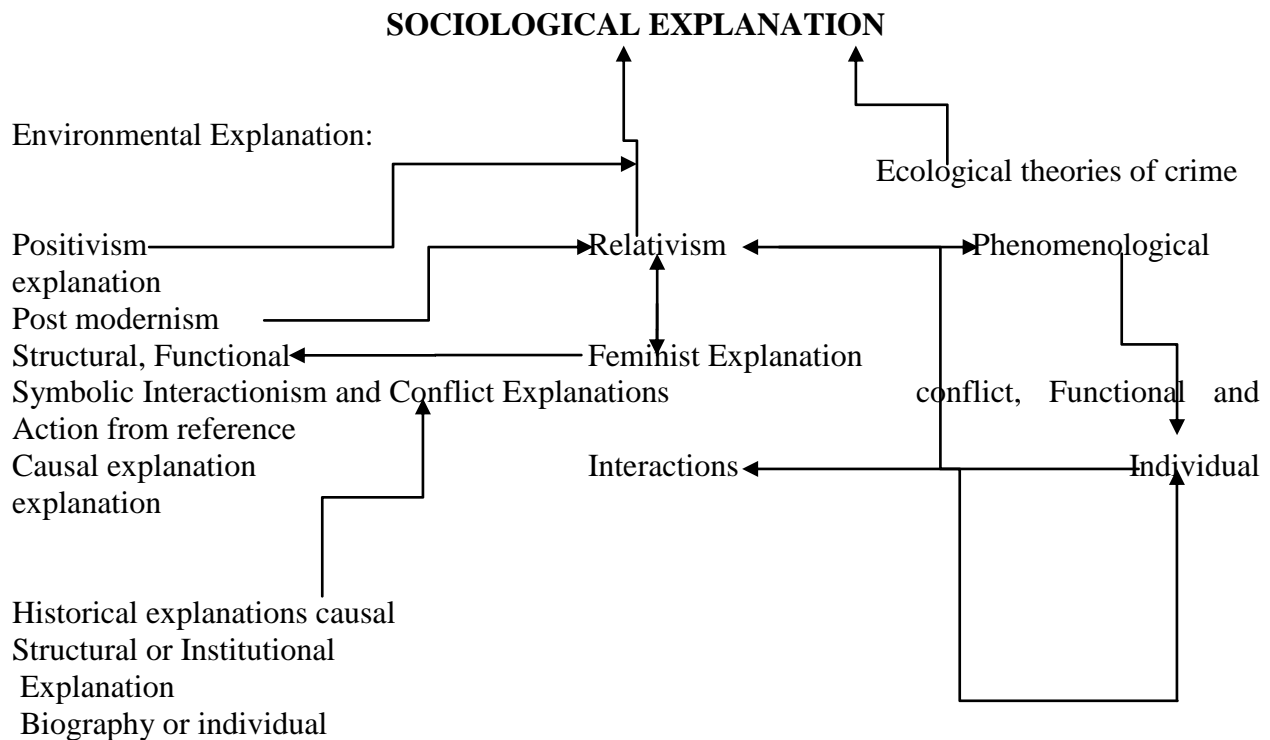 SOCIOLOGICAL EXPLANATION
Environmental Explanation:
Ecological theories of crime
Positivism Relativism Phenomenological
explanation
Post modernism
Structural, Functional Feminist Explanation
Symbolic Interactionism and Conflict Explanations conflict, Functional and
Action from reference
Causal explanation Interactions Individual
explanation
Historical explanations causal
Structural or Institutional
Explanation
Biography or individual